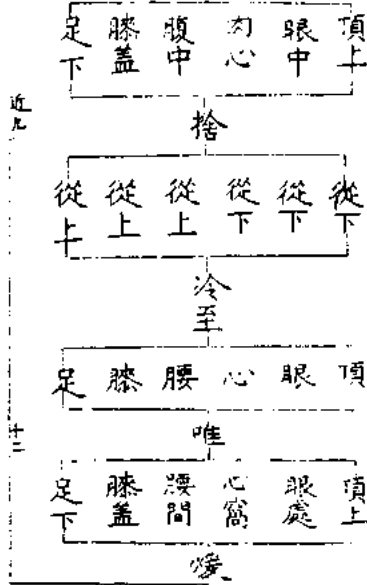 頂上
眼中
肉心
腹中
膝蓋
足下
捨
從下
從下
從下
從上
從上
從上
冷至
頂
眼
心
腰
膝
足
唯
頂上
眼處
心窩
腰間
膝蓋
足下
煖
十二